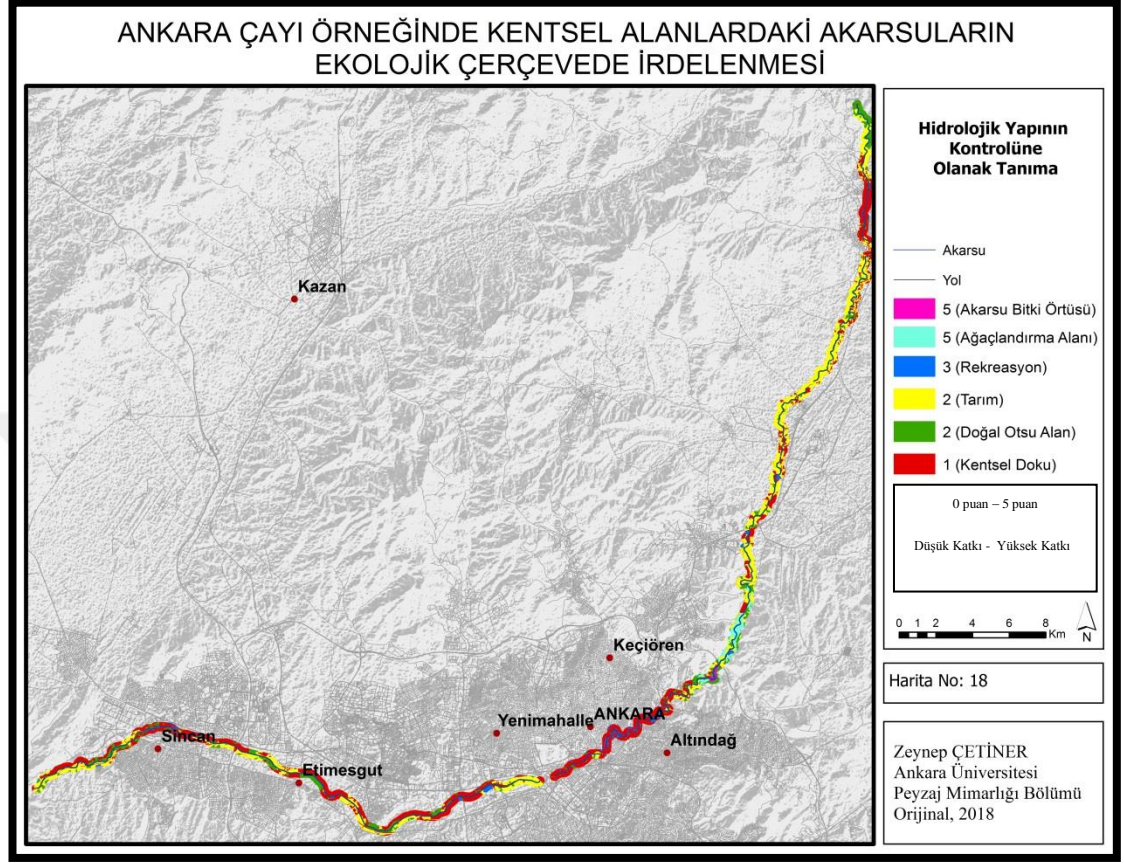 ANKARA ÇAYI ÖRNEĞİNDE KENTSEL ALANLARDAKİ AKARSULARIN
EKOLOJİK ÇERÇEVEDE İRDELENMESİ
Kazan
Keçiören
Yenimahalle
ANKARA
Altındağ
Sincan
Etimesgut
Hidrolojik Yapının
Kontrolüne
Olanak Tanıma
Akarsu
Yol
5 (Akarsu Bitki Örtüsü)
5 (Ağaçlandırma Alanı)
3 (Rekreasyon)
2 (Tarım)
2 (Doğal Otsu Alan)
1 (Kentsel Doku)
0 puan – 5 puan
Düşük Katkı - Yüksek Katkı
0 1 2 4 6 8
Km
N
Harita No: 18
Zeynep ÇETİNER
Ankara Üniversitesi
Peyzaj Mimarlığı Bölümü
Orijinal, 2018